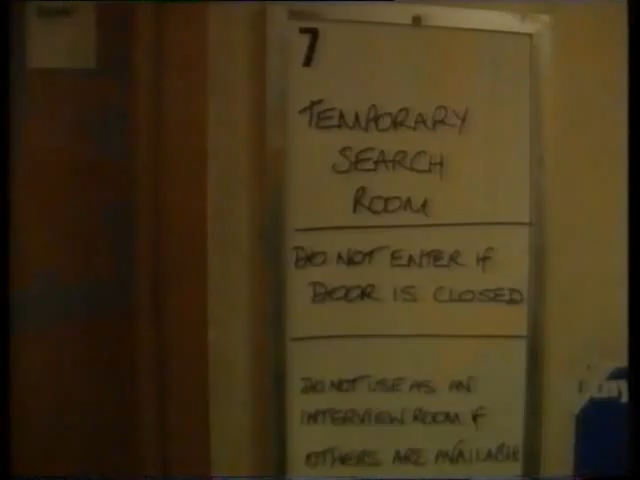 7
TEMPORARY
SEARCH
ROOM
DO NOT ENTER IF
DOOR IS CLOSED
DO NOT USE AS AN
INTERVIEW ROOM IF
OTHERS ARE AVAILABLE